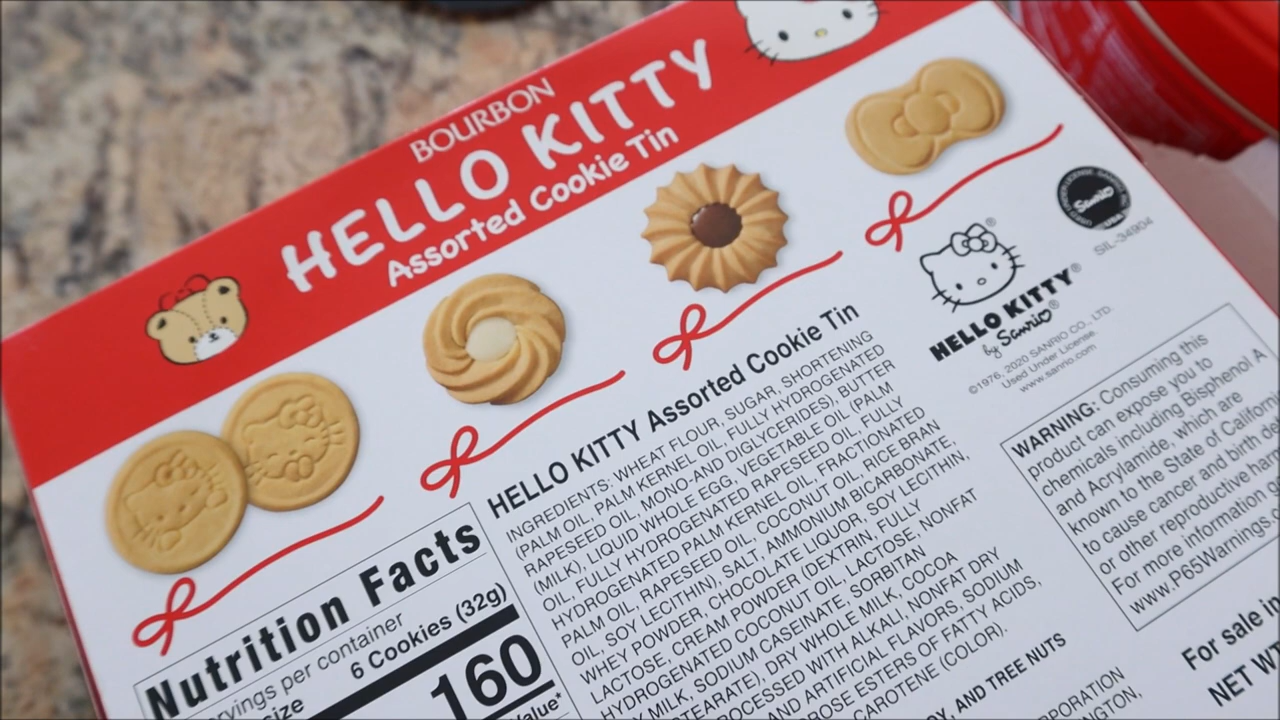 BOURBON
HELLO KITTY
Assorted Cookie Tin
Sanrio
SIL-34904
HELLO KITTY®
by Sanrio®
©1976, 2020 SANRIO CO., LTD.
Used Under License.
www.sanrio.com
HELLO KITTY Assorted Cookie Tin
INGREDIENTS: WHEAT FLOUR, SUGAR, SHORTENING
(PALM OIL, PALM KERNEL OIL, FULLY HYDROGENATED
RAPESEED OIL, MONO-AND DIGLYCERIDES), BUTTER
(MILK), LIQUID WHOLE EGG, VEGETABLE OIL (PALM
OIL, FULLY HYDROGENATED RAPESEED OIL, FULLY
HYDROGENATED PALM KERNEL OIL, FRACTIONATED
PALM OIL, RAPESEED OIL, COCONUT OIL, RICE BRAN
OIL, SOY LECITHIN), SALT, AMMONIUM BICARBONATE,
WHEY POWDER, CHOCOLATE LIQUOR, SOY LECITHIN,
LACTOSE, CREAM POWDER (DEXTRIN, FULLY
HYDROGENATED COCONUT OIL, LACTOSE, NONFAT
MILK, SODIUM CASEINATE, SORBITAN
STEARATE), DRY WHOLE MILK, COCOA
PROCESSED WITH ALKALI, NONFAT DRY
AND ARTIFICIAL FLAVORS, SODIUM
ESTERS OF FATTY ACIDS,
CAROTENE (COLOR).
AND TREE NUTS
WARNING: Consuming this
product can expose you to
chemicals including Bisphenol A
and Acrylamide, which are
known to the State of
to cause cancer and birth
or other reproductive
For more information
www.P65Warnings.
For sale in
NET
Nutrition Facts
per container
6 Cookies (32g)
160